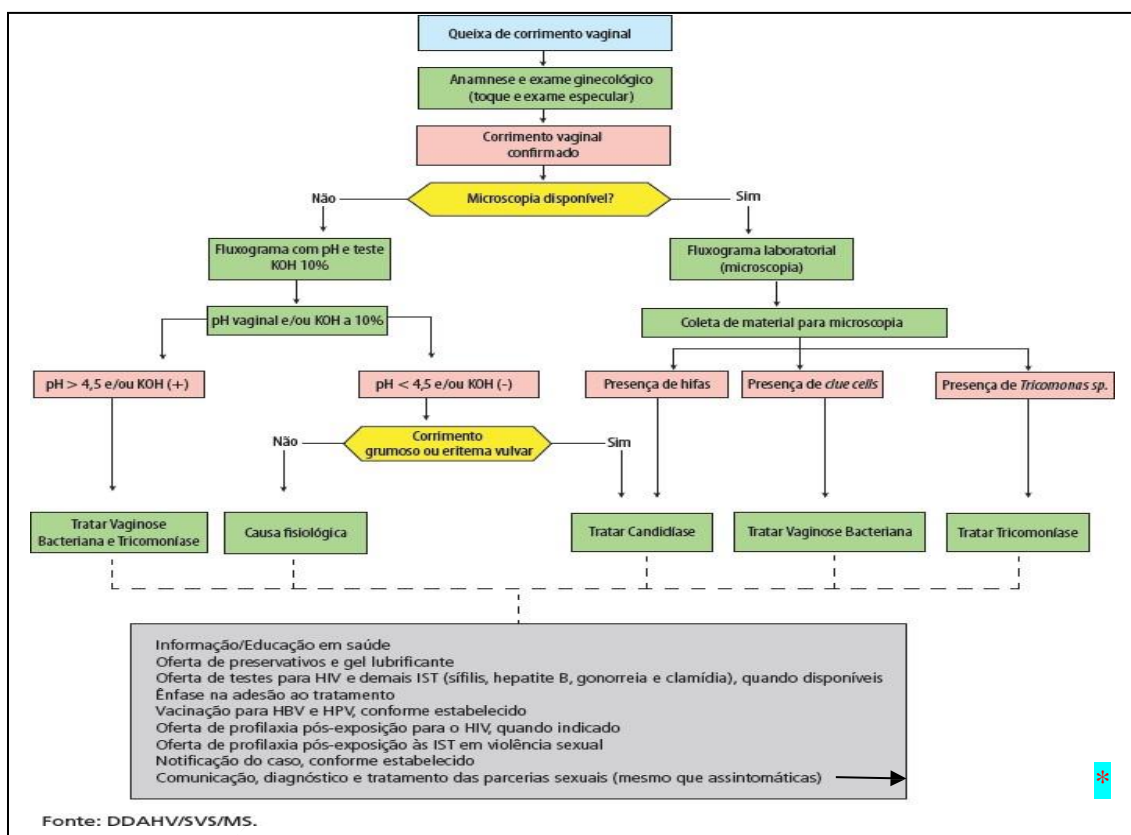 Queixa de corrimento vaginal
Anamnese e exame ginecológico
(toque e exame especular)
Corrimento vaginal
confirmado
Não
Microscopia disponível?
Sim
Fluxograma com pH e teste
KOH 10%
Fluxograma laboratorial
(microscopia)
pH vaginal e/ou KOH a 10%
Coleta de material para microscopia
pH > 4,5 e/ou KOH (+)
pH < 4,5 e/ou KOH (-)
Presença de hifas
Presença de clue cells
Presença de Tricomonas sp.
Não
Corrimento
grumoso ou eritema vulvar
Sim
Tratar Vaginose
Bacteriana e Tricomoníase
Causa fisiológica
Tratar Candidíase
Tratar Vaginose Bacteriana
Tratar Tricomoníase
Informação/Educação em saúde
Oferta de preservativos e gel lubrificante
Oferta de testes para HIV e demais IST (sífilis, hepatite B, gonorreia e clamídia), quando disponíveis
Ênfase na adesão ao tratamento
Vacinação para HBV e HPV, conforme estabelecido
Oferta de profilaxia pós-exposição para o HIV, quando indicado
Oferta de profilaxia pós-exposição às IST em violência sexual
Notificação do caso, conforme estabelecido
Comunicação, diagnóstico e tratamento das parcerias sexuais (mesmo que assintomáticas)
*
Fonte: DDAHV/SVS/MS.